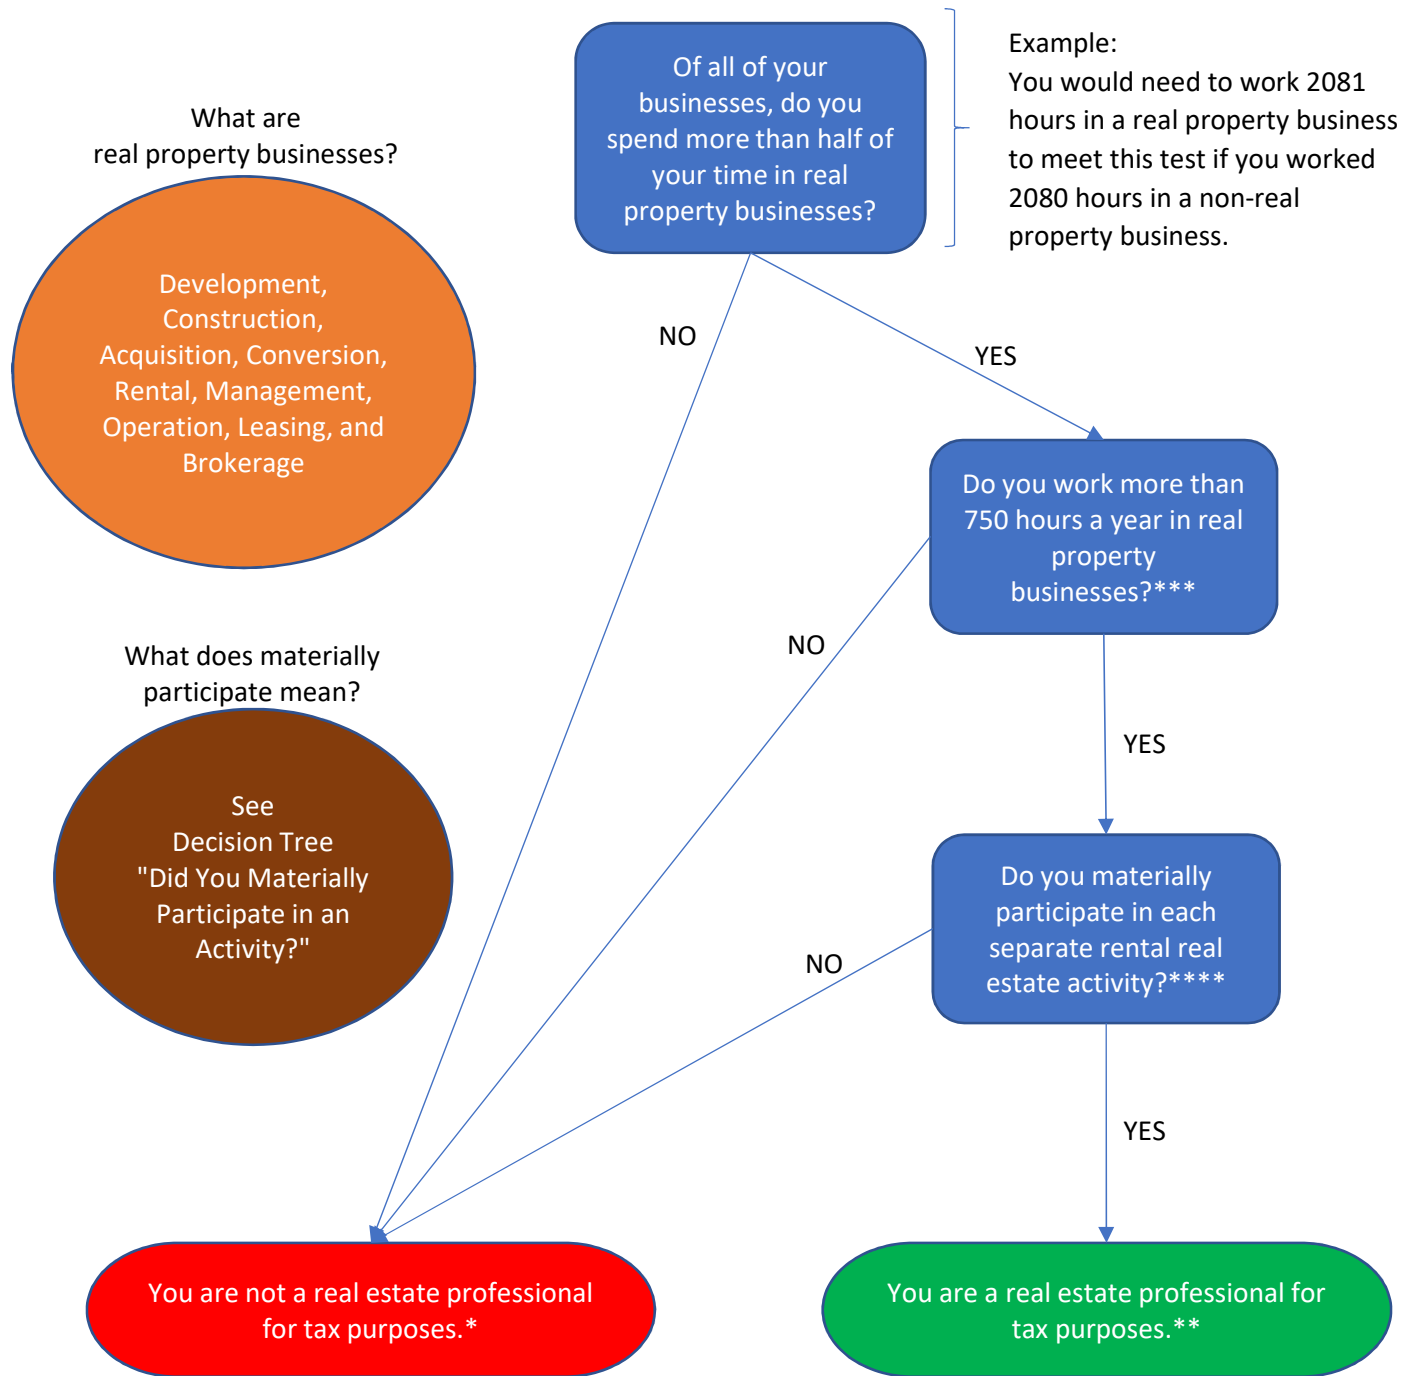 Of all of your
businesses, do you
spend more than half of
your time in real
property businesses?
Example:
You would need to work 2081
hours in a real property business
to meet this test if you worked
2080 hours in a non-real
property business.
What are
real property businesses?
Development,
Construction,
Acquisition, Conversion,
Rental, Management,
Operation, Leasing, and
Brokerage
NO
YES
Do you work more than
750 hours a year in real
property
businesses?***
NO
YES
What does materially
participate mean?
See
Decision Tree
"Did You Materially
Participate in an
Activity?"
Do you materially
participate in each
separate rental real
estate activity?****
NO
YES
You are not a real estate professional
for tax purposes.*
You are a real estate professional for
tax purposes.**